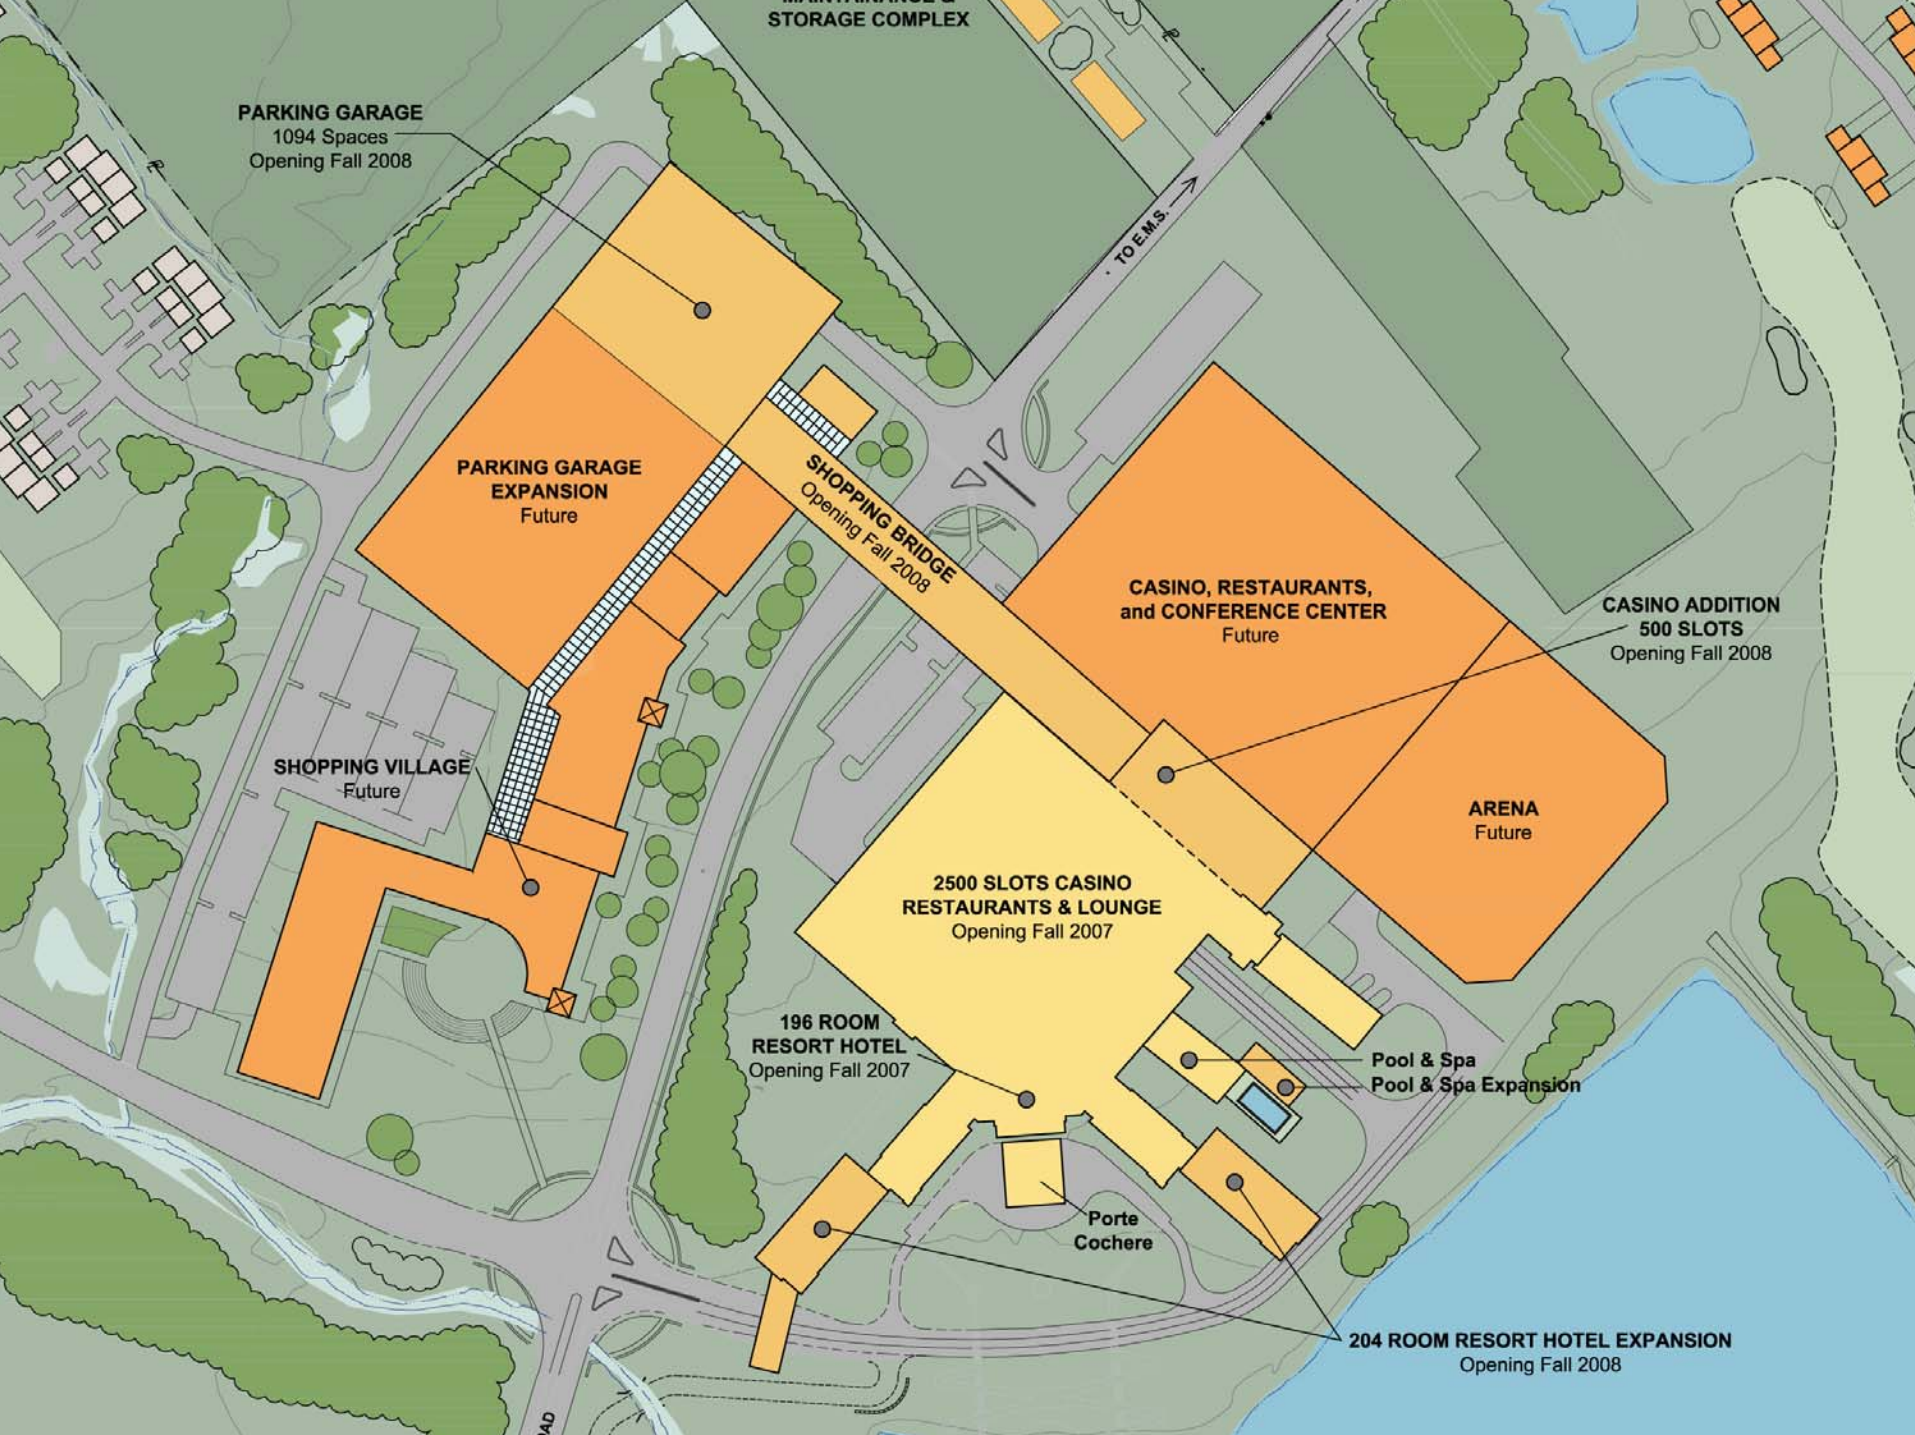 STORAGE COMPLEX
PARKING GARAGE
1094 Spaces
Opening Fall 2008
TO E.M.S.
PARKING GARAGE
EXPANSION
Future
SHOPPING BRIDGE
Opening Fall 2008
CASINO, RESTAURANTS,
and CONFERENCE CENTER
Future
CASINO ADDITION
500 SLOTS
Opening Fall 2008
SHOPPING VILLAGE
Future
ARENA
Future
2500 SLOTS CASINO
RESTAURANTS & LOUNGE
Opening Fall 2007
196 ROOM
RESORT HOTEL
Opening Fall 2007
Pool & Spa
Pool & Spa Expansion
Porte
Cochere
204 ROOM RESORT HOTEL EXPANSION
Opening Fall 2008